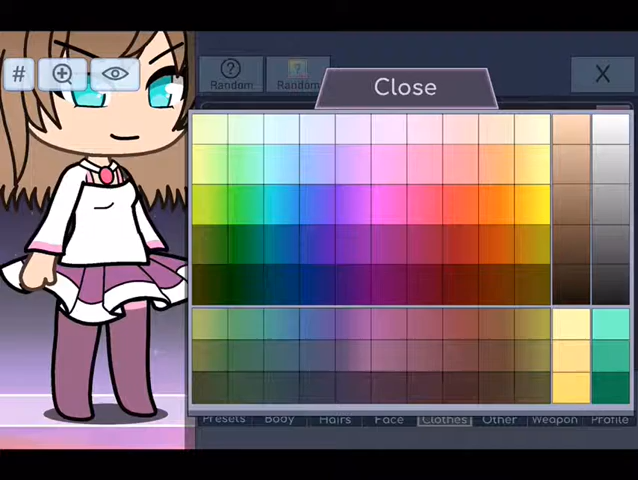 #
Random
Random
X
Close
Presets Body Hairs Face Clothes Other Weapon Profile